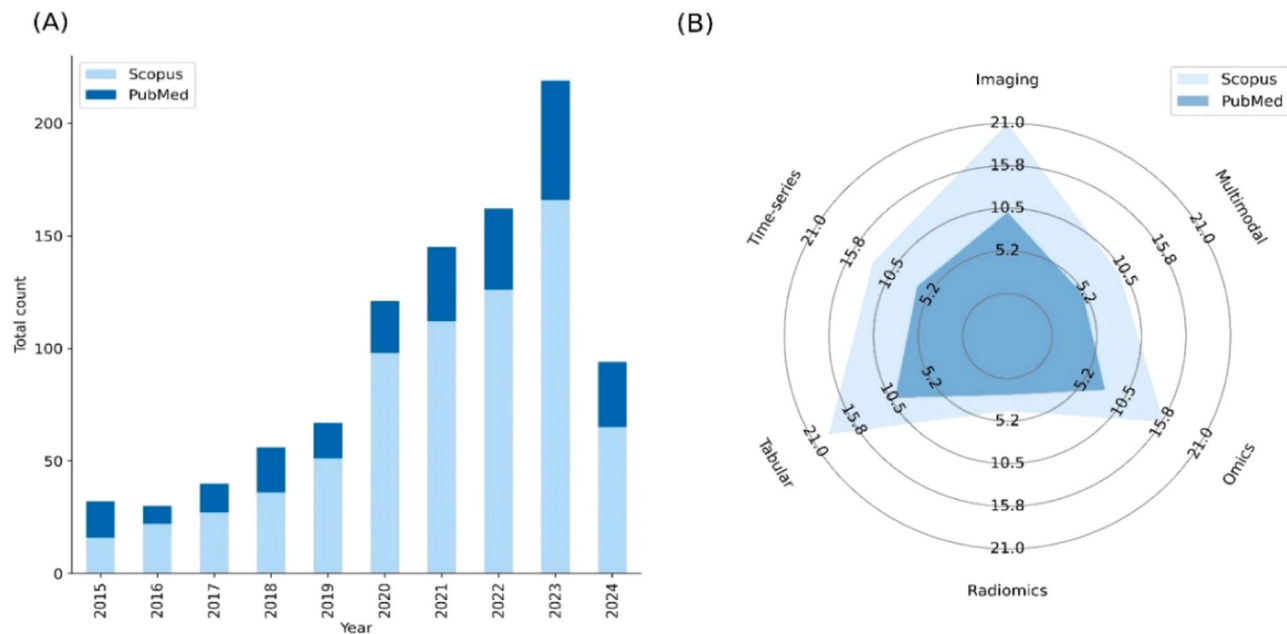 (A)
Scopus
PubMed
200
150
100
50
0
Total count
2015
2016
2017
2018
2019
2020
2021
2022
2023
2024
Year
(B)
Scopus
PubMed
Imaging
21.0
15.8
10.5
5.2
Multimodal
21.0
15.8
10.5
5.2
Time-series
21.0
15.8
10.5
5.2
Tabular
21.0
15.8
10.5
5.2
Omics
5.2
10.5
15.8
21.0
5.2
10.5
15.8
21.0
Radiomics